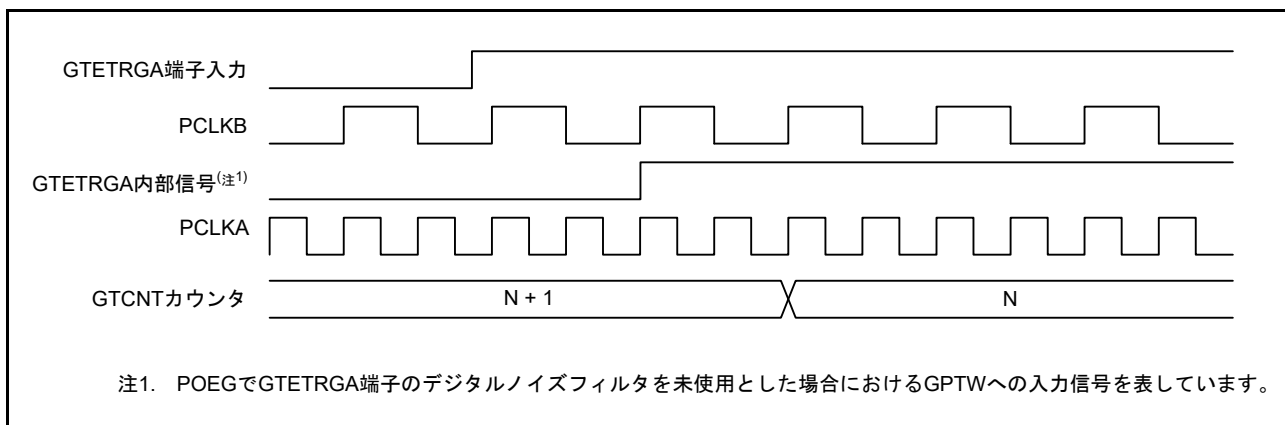 GTETRGA端子入力
PCLKB
GTETRGA内部信号(注1)
PCLKA
GTCNTカウンタ
N + 1
N
注1. POEGでGTETRGA端子のデジタルノイズフィルタを未使用とした場合におけるGPTWへの入力信号を表しています。